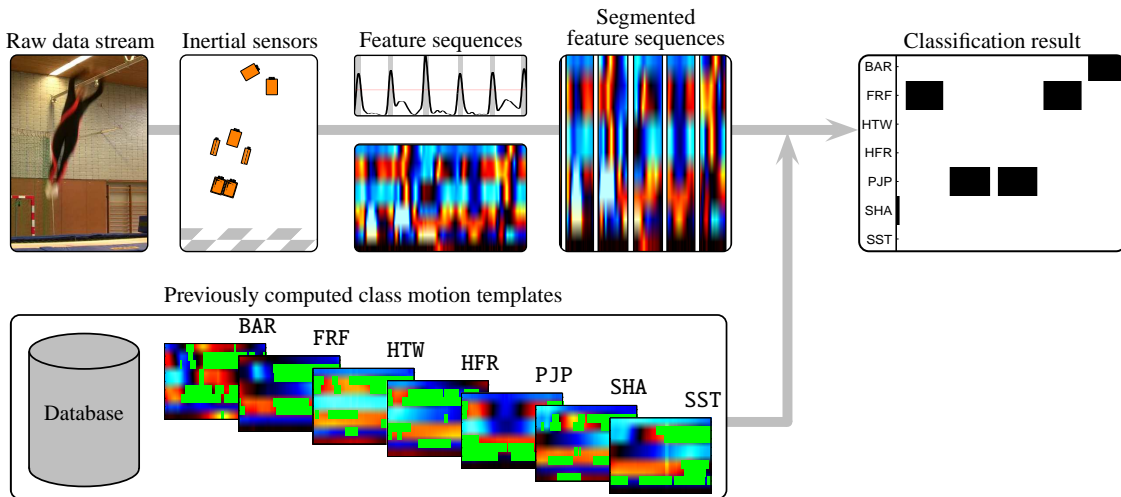 Raw data stream
Inertial sensors
Feature sequences
Segmented
feature sequences
Classification result
BAR
FRF
HTW
HFR
PJP
SHA
SST
Previously computed class motion templates
Database
BAR
FRF
HTW
HFR
PJP
SHA
SST